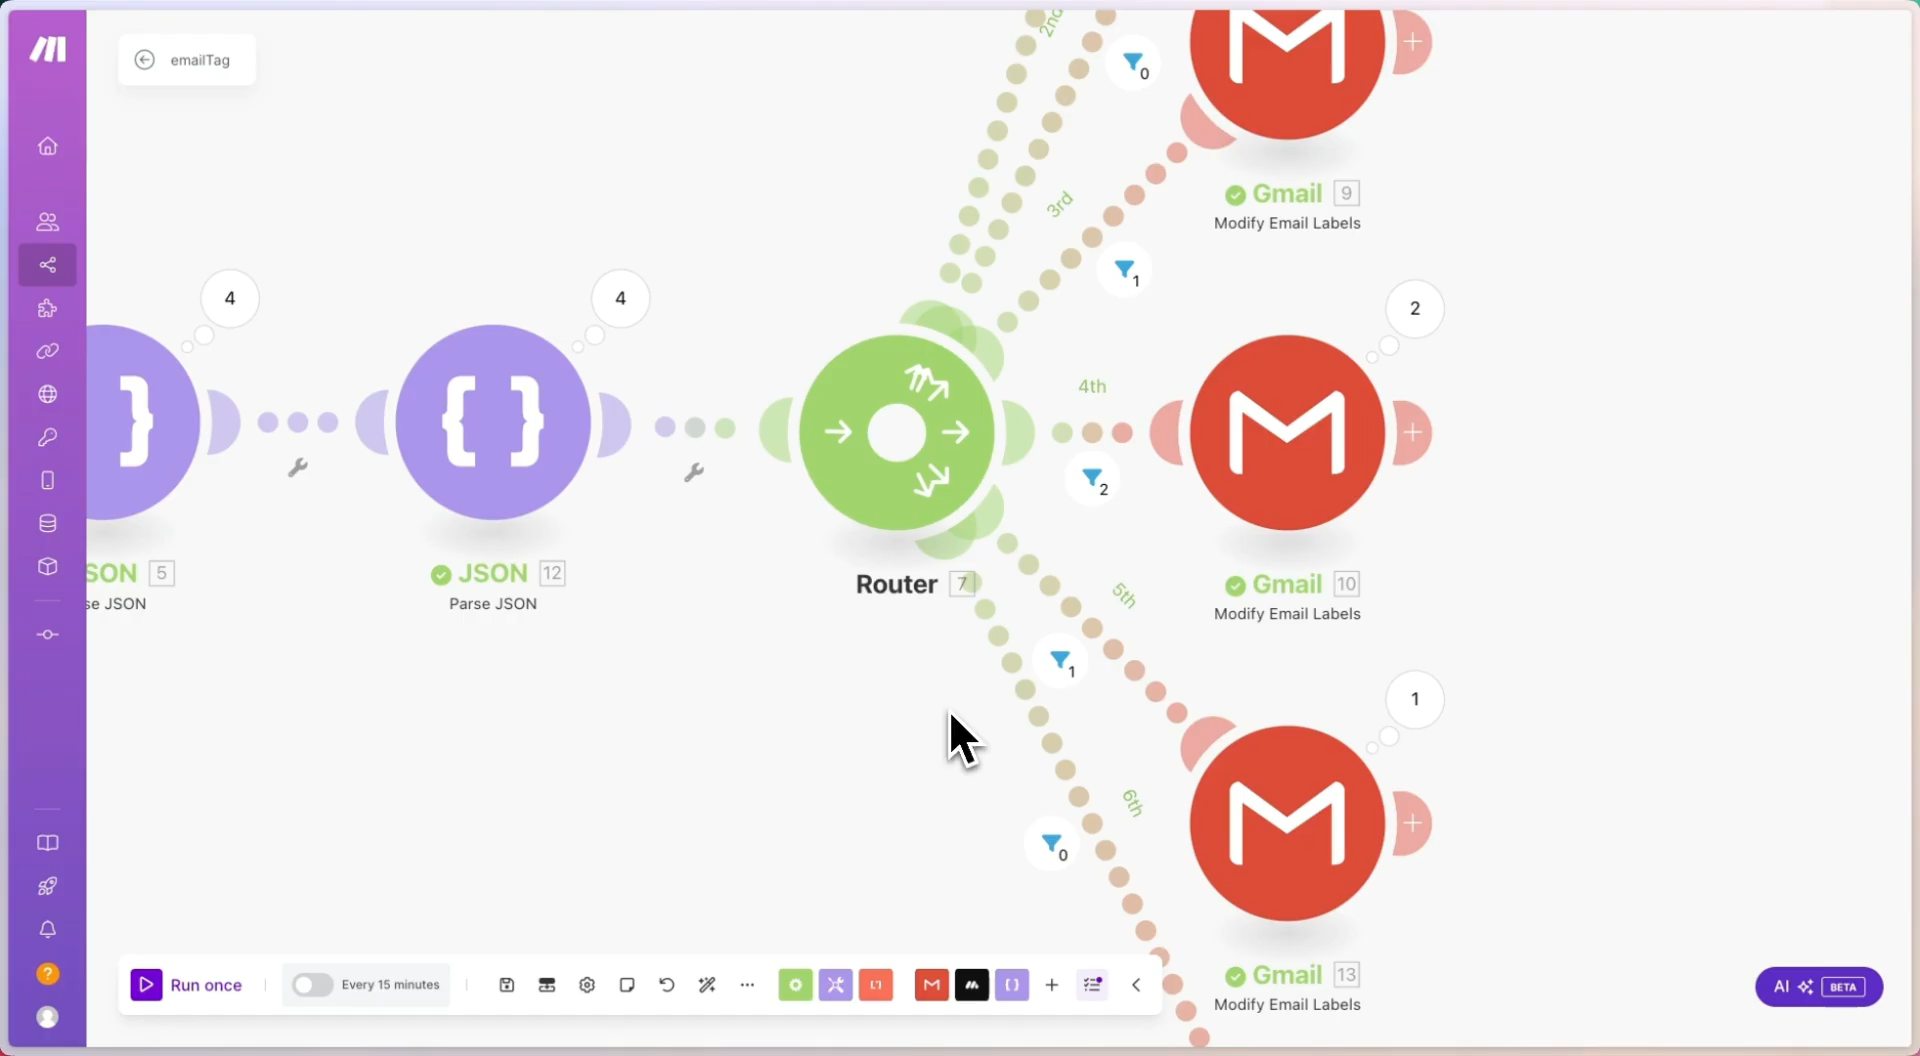 emailTag
2nd
0
Gmail 9
Modify Email Labels
3rd
1
4
4
2
4th
2
SON 5
se JSON
JSON 12
Parse JSON
Router 7
Gmail 10
Modify Email Labels
5th
1
1
6th
0
Gmail 13
Modify Email Labels
Run once
Every 15 minutes
AI BETA
?